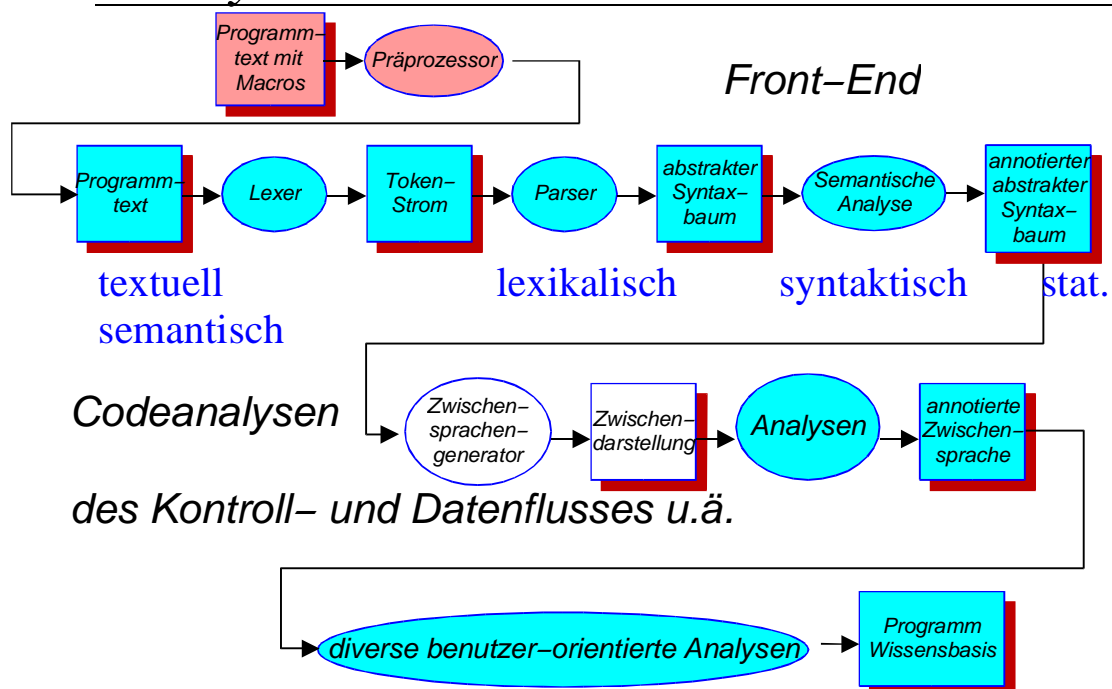 Programm–
text mit
Macros
Präprozessor
Front–End
Programm–
text
Lexer
Token–
Strom
Parser
abstrakter
Syntax–
baum
Semantische
Analyse
annotierter
abstrakter
Syntax–
baum
textuell
lexikalisch
syntaktisch
stat.
semantisch
Codeanalysen
Zwischen–
sprachen–
generator
Zwischen–
darstellung
Analysen
annotierte
Zwischen–
sprache
des Kontroll– und Datenflusses u.ä.
diverse benutzer–orientierte Analysen
Programm
Wissensbasis